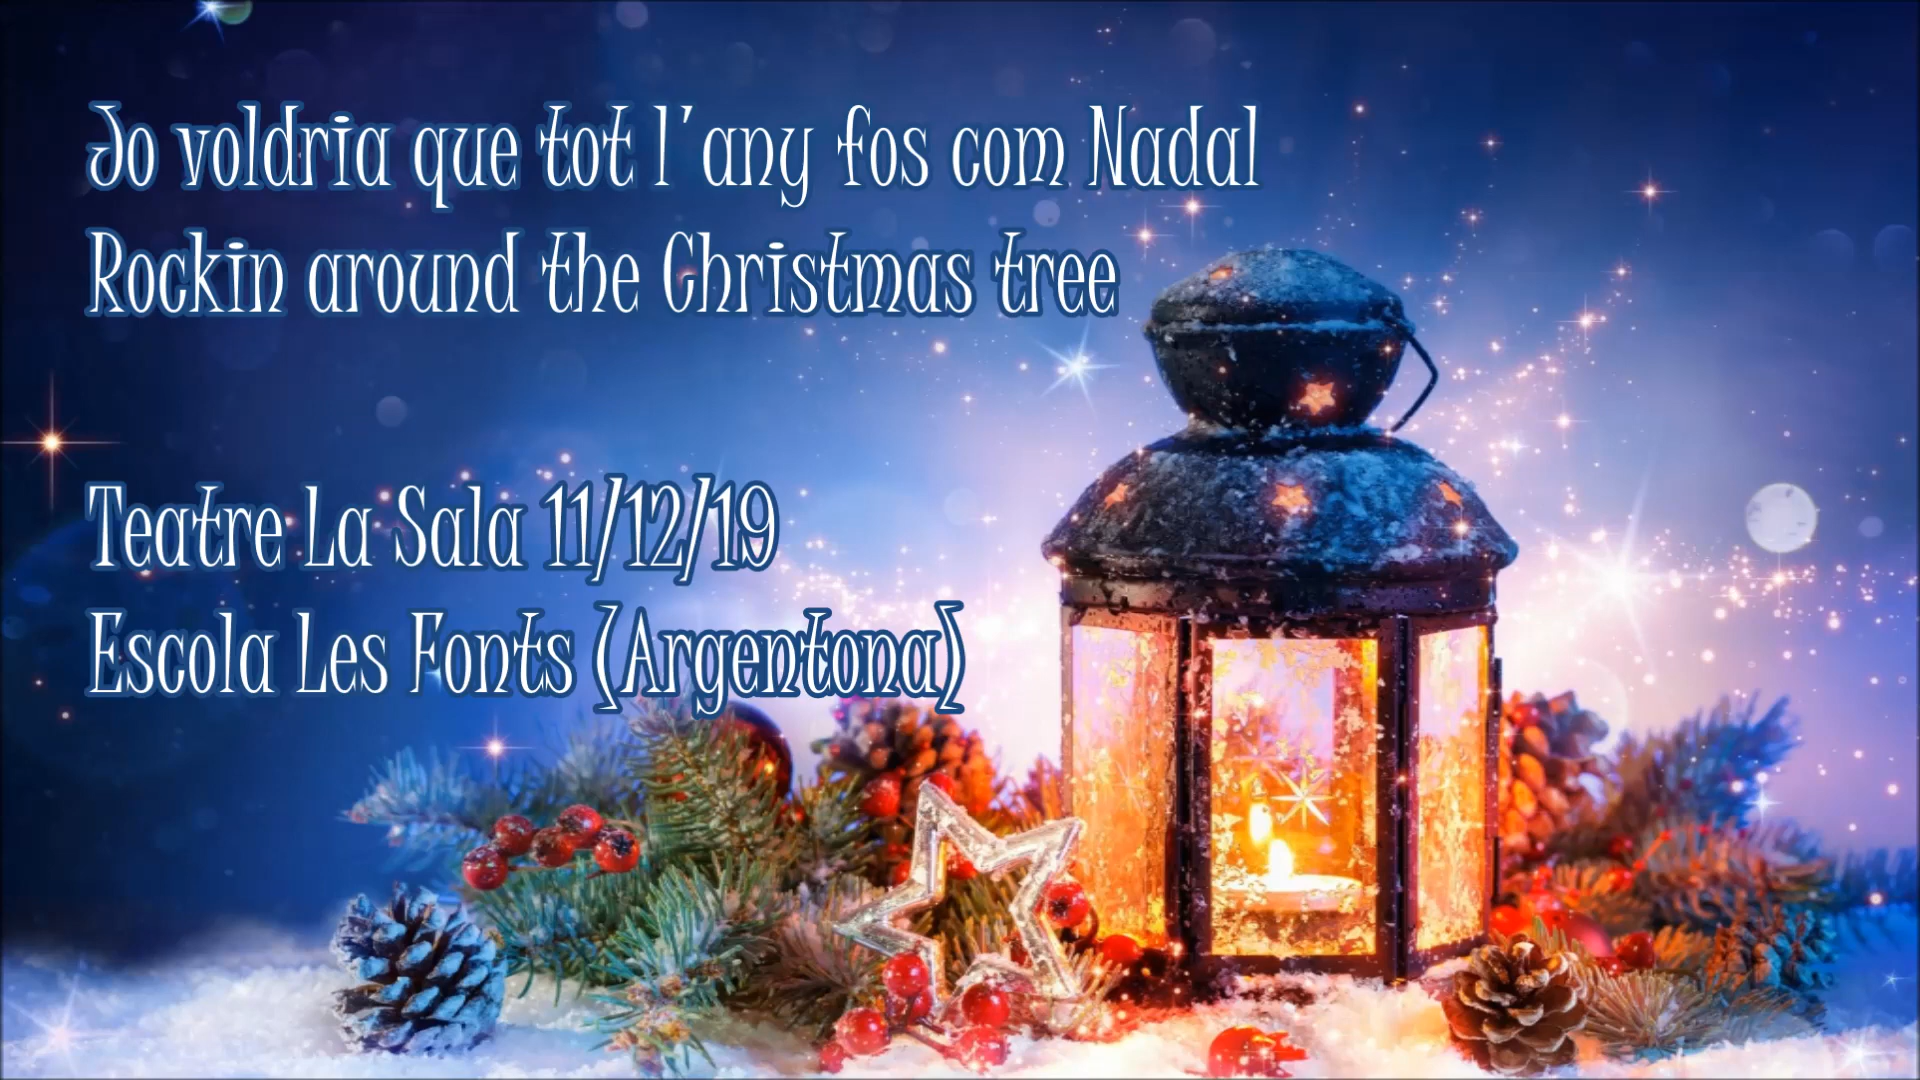 Jo voldria que tot l'any fos com Nadal
Rockin around the Christmas tree
Teatre La Sala 11/12/19
Escola Les Fonts (Argentona)